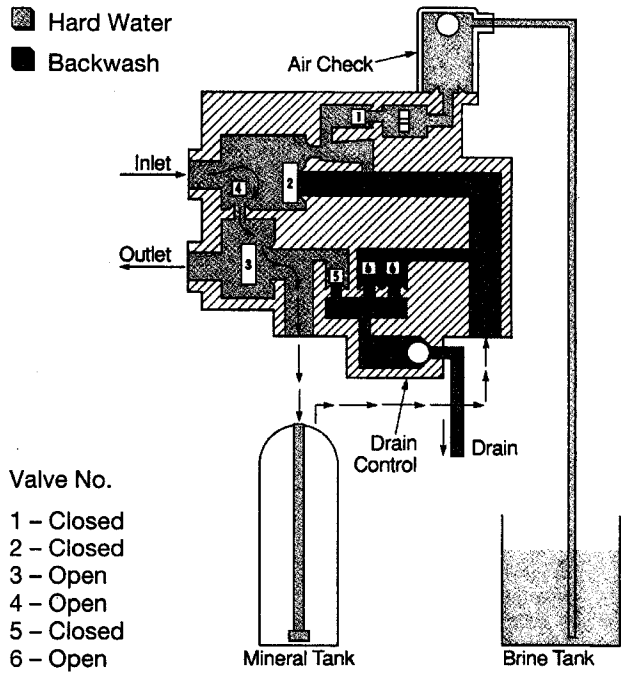 Hard Water
Backwash
Air Check
1
Inlet
2
4
Outlet
3
5
6 6
Drain
Control
Drain
Valve No.
1 – Closed
2 – Closed
3 – Open
4 – Open
5 – Closed
6 – Open
Mineral Tank
Brine Tank